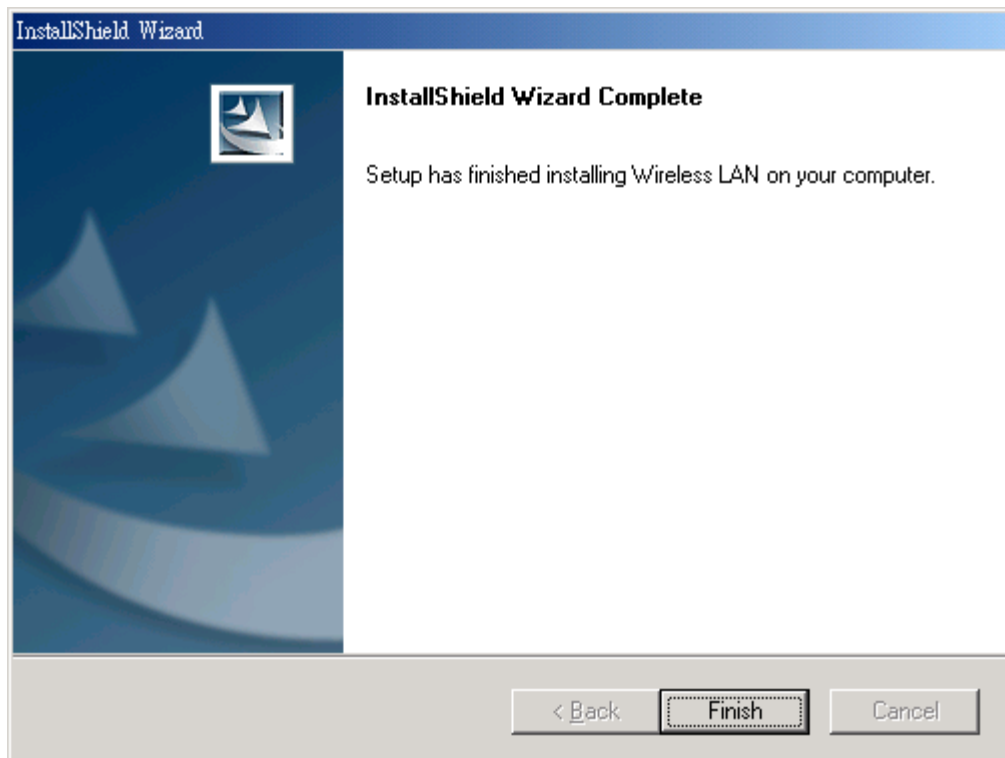 InstallShield Wizard
InstallShield Wizard Complete
Setup has finished installing Wireless LAN on your computer.
< Back
Finish
Cancel